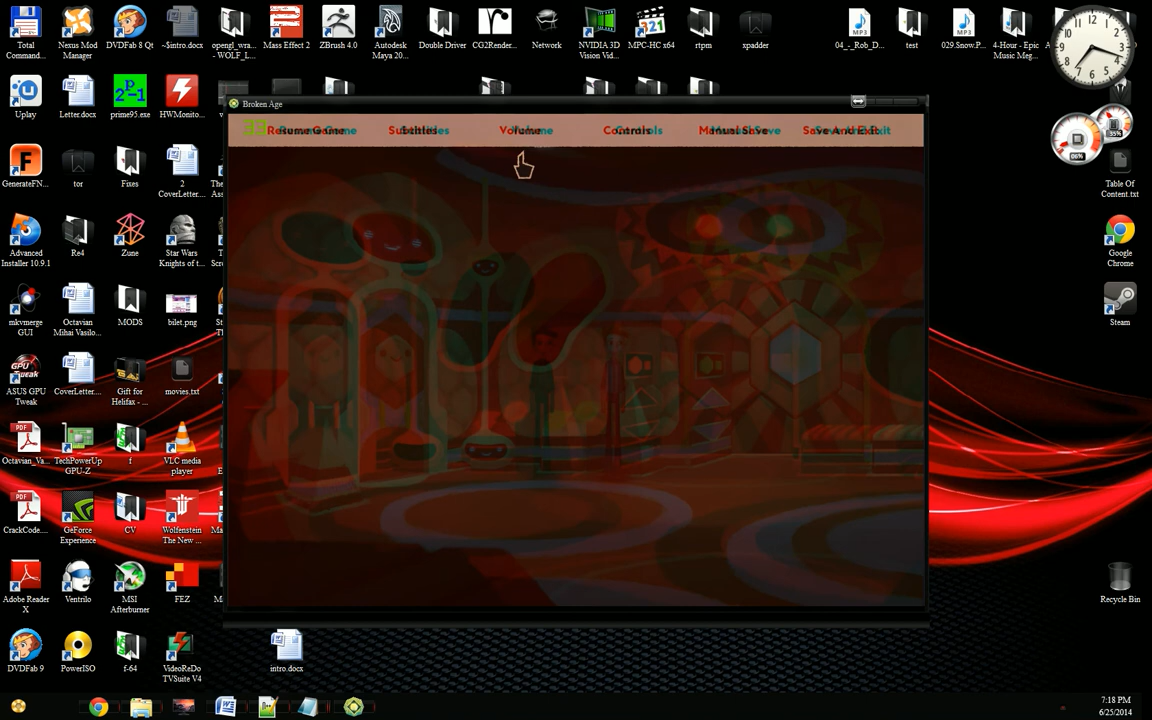 Total Command...
Nexus Mod Manager
DVDFab 8 Qt
~$intro.docx
opengl_wra... - WOLF_L...
Mass Effect 2
ZBrush 4.0
Autodesk Maya 20...
Double Driver
CG2Render...
Network
NVIDIA 3D Vision Vid...
MPC-HC x64
rtpm
xpadder
04_-_Rob_D...
test
029.Snow.P...
4-Hour - Epic Music Meg...
Uplay
Letter.docx
prime95.exe
HWMonito...
Broken Age
33
Resume Game
Subtitles
Volume
Controls
Manual Save
Save And Exit
GenerateFN...
tor
Fixes
2 CoverLetter....
Table Of Content.txt
Advanced Installer 10.9.1
Re4
Zune
Star Wars Knights of t...
Google Chrome
mkvmerge GUI
Octavian Mihai Vasilo...
MODS
bilet.png
Steam
ASUS GPU Tweak
CoverLetter....
Gift for Helifax - ...
movies.txt
Octavian_Va...
TechPowerUp GPU-Z
f
VLC media player
CrackCode....
GeForce Experience
CV
Wolfenstein The New ...
Adobe Reader X
Ventrilo
MSI Afterburner
FEZ
Recycle Bin
DVDFab 9
PowerISO
f-64
VideoReDo TVSuite V4
intro.docx
7:18 PM
6/25/2014